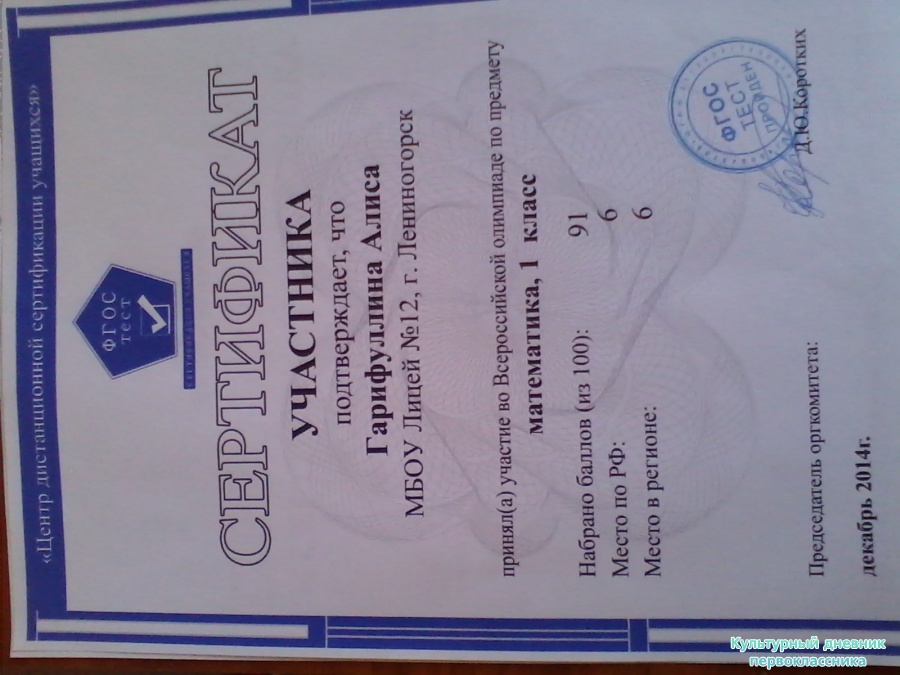 «Центр дистанционной сертификации учащихся»
ФГОС
тест
СЕРТИФИКАТ
УЧАСТНИКА
подтверждает, что
Гарифуллина Алиса
МБОУ Лицей №12, г. Лениногорск
принял(а) участие во Всероссийской олимпиаде по предмету
математика, 1 класс
Набрано баллов (из 100): 91
Место по РФ: 6
Место в регионе: 6
ФГОС
ТЕСТ
ПРОЙДЕН
Председатель оргкомитета: Д.Ю.Коротких
декабрь 2014г.
Культурный дневник
первоклассника